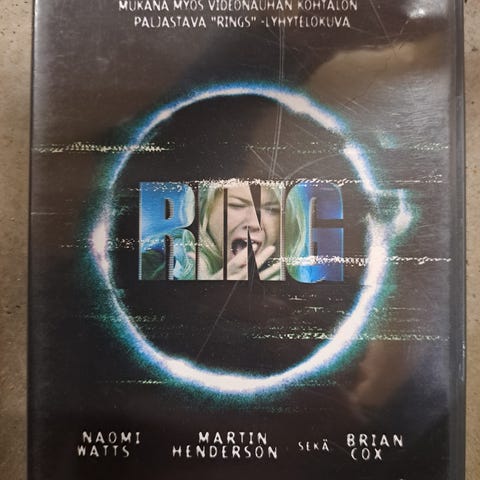 MUKANA MYÖS VIDEONAUHAN KOHTALON
PALJASTAVA "RINGS" -LYHYTELOKUVA
RING
NAOMI WATTS
MARTIN HENDERSON
SEKÄ
BRIAN COX